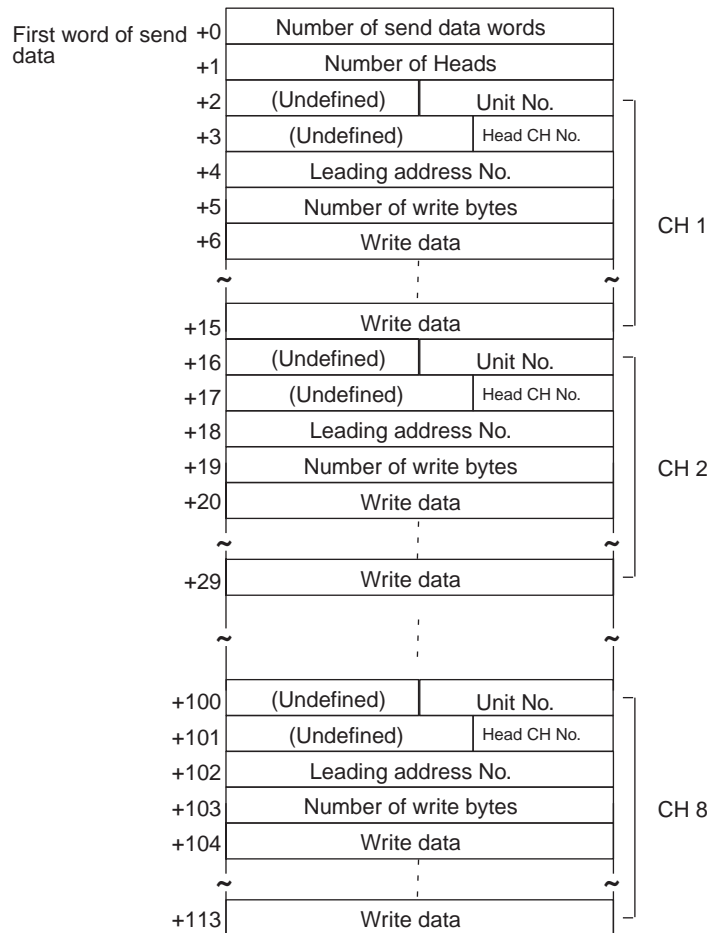 First word of send
data
+0 Number of send data words
+1 Number of Heads
+2 (Undefined) Unit No.
+3 (Undefined) Head CH No.
+4 Leading address No.
+5 Number of write bytes
+6 Write data
CH 1
~ ~
+15 Write data
+16 (Undefined) Unit No.
+17 (Undefined) Head CH No.
+18 Leading address No.
+19 Number of write bytes
+20 Write data
CH 2
~ ~
+29 Write data
~ ~
+100 (Undefined) Unit No.
+101 (Undefined) Head CH No.
+102 Leading address No.
+103 Number of write bytes
+104 Write data
CH 8
~ ~
+113 Write data